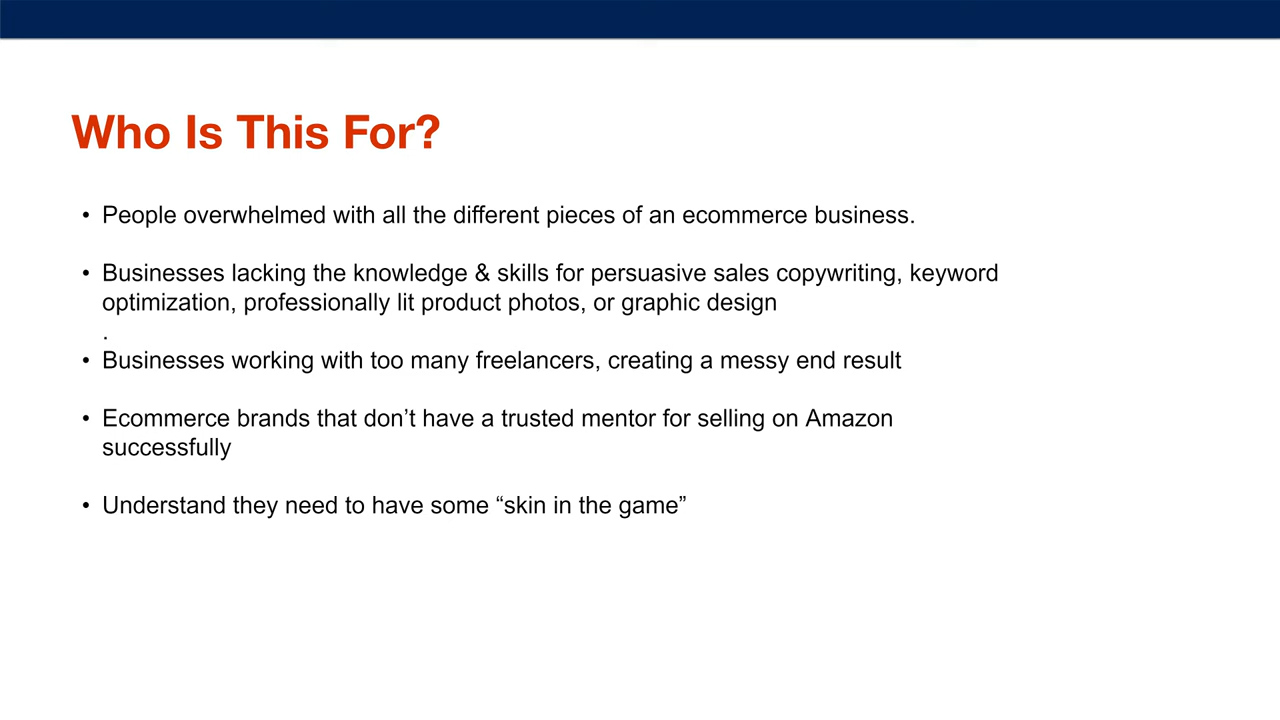 Who Is This For?
• People overwhelmed with all the different pieces of an ecommerce business.
• Businesses lacking the knowledge & skills for persuasive sales copywriting, keyword
optimization, professionally lit product photos, or graphic design
.
• Businesses working with too many freelancers, creating a messy end result
• Ecommerce brands that don’t have a trusted mentor for selling on Amazon
successfully
• Understand they need to have some “skin in the game”